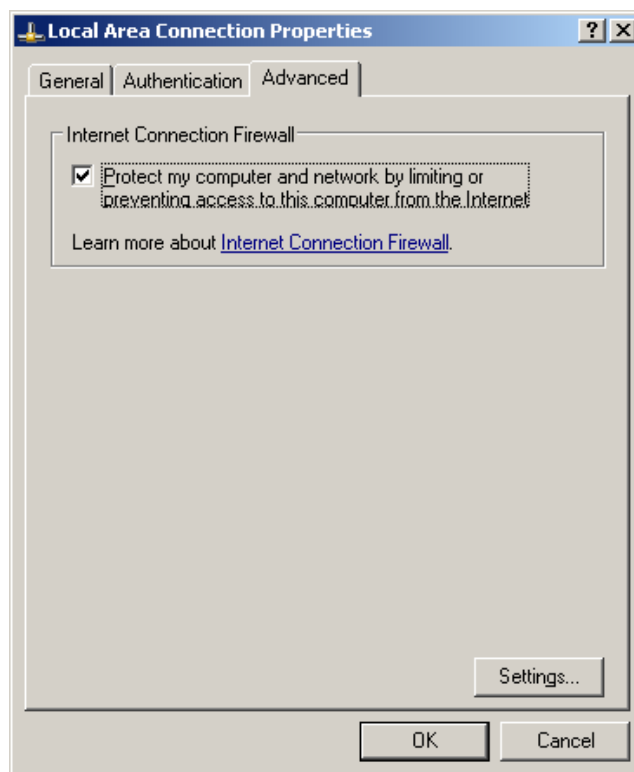 Local Area Connection Properties
General Authentication Advanced
Internet Connection Firewall
Protect my computer and network by limiting or
preventing access to this computer from the Internet
Learn more about Internet Connection Firewall.
Settings...
OK Cancel